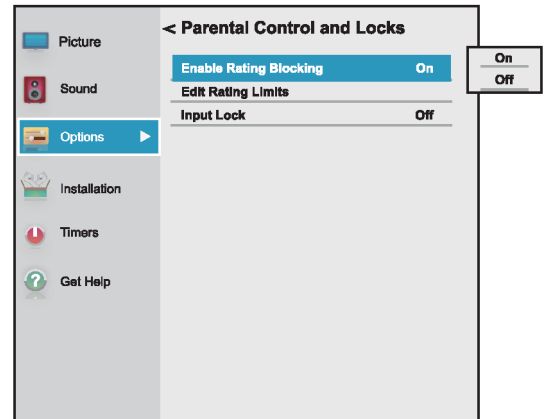 Picture
Sound
Options
Installation
Timers
Get Help
< Parental Control and Locks
Enable Rating Blocking On
Edit Rating Limits
Input Lock Off
On
Off